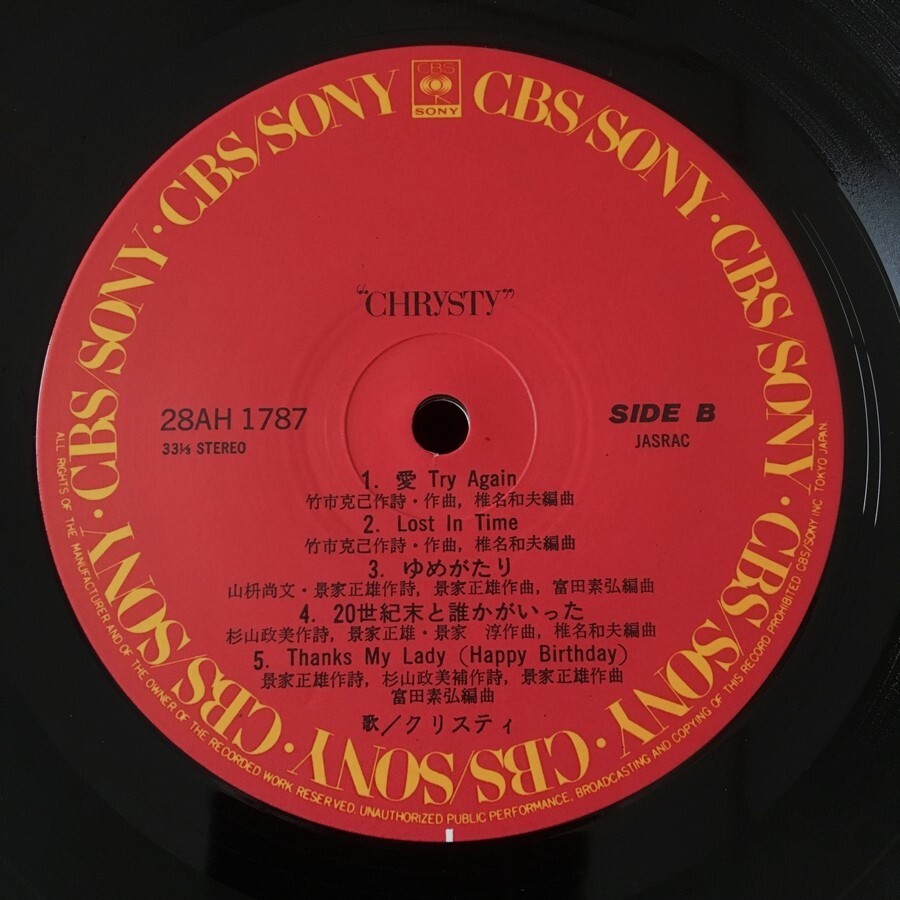 CBS
SONY
CBS/SONY · CBS/SONY · CBS/SONY · CBS/SONY · CBS/SONY · CBS/SONY · CBS/SONY · CBS/SONY
“CHRYSTY”
28AH 1787
33⅓ STEREO
SIDE B
JASRAC
1. 愛 Try Again
竹市克己作詩・作曲, 椎名和夫編曲
2. Lost In Time
竹市克己作詩・作曲, 椎名和夫編曲
3. ゆめがたり
山枡尚文・景家正雄作詩, 景家正雄作曲, 富田素弘編曲
4. 20世紀末と誰かがいった
杉山政美作詩, 景家正雄・景家 淳作曲, 椎名和夫編曲
5. Thanks My Lady (Happy Birthday)
景家正雄作詩, 杉山政美補作詩, 景家正雄作曲
富田素弘編曲
歌／クリスティ
ALL RIGHTS OF THE MANUFACTURER AND OF THE OWNER OF THE RECORDED WORK RESERVED. UNAUTHORIZED PUBLIC PERFORMANCE, BROADCASTING AND COPYING OF THIS RECORD PROHIBITED. CBS/SONY INC. TOKYO JAPAN.